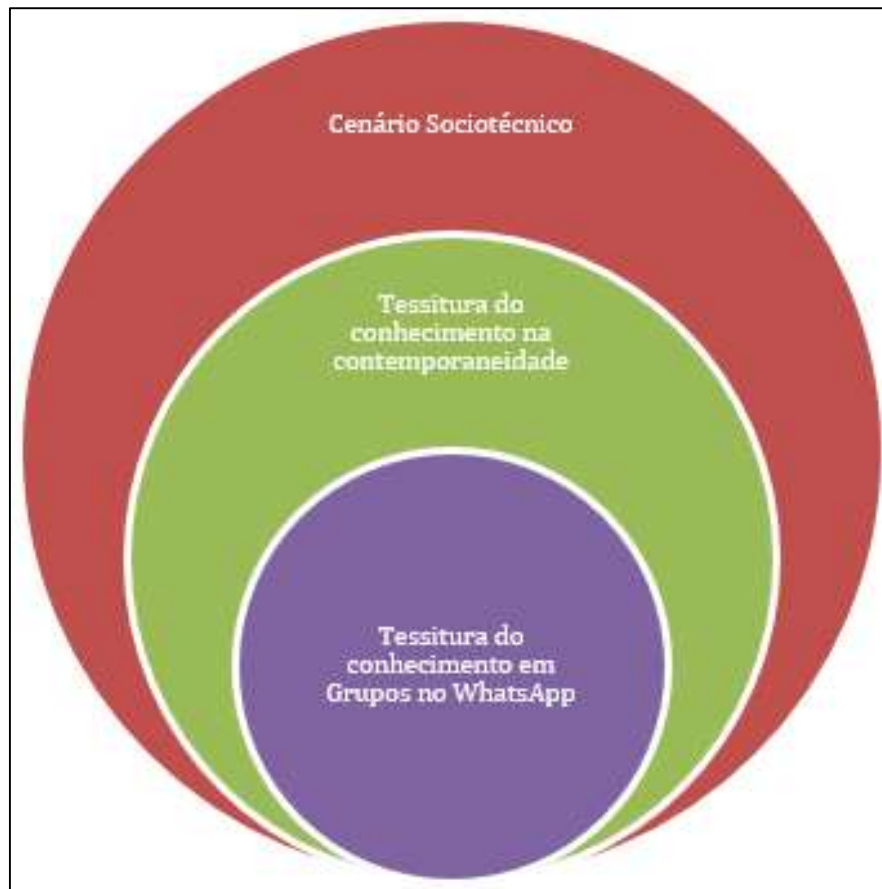 Cenário Sociotécnico
Tessitura do
conhecimento na
contemporaneidade
Tessitura do
conhecimento em
Grupos no WhatsApp